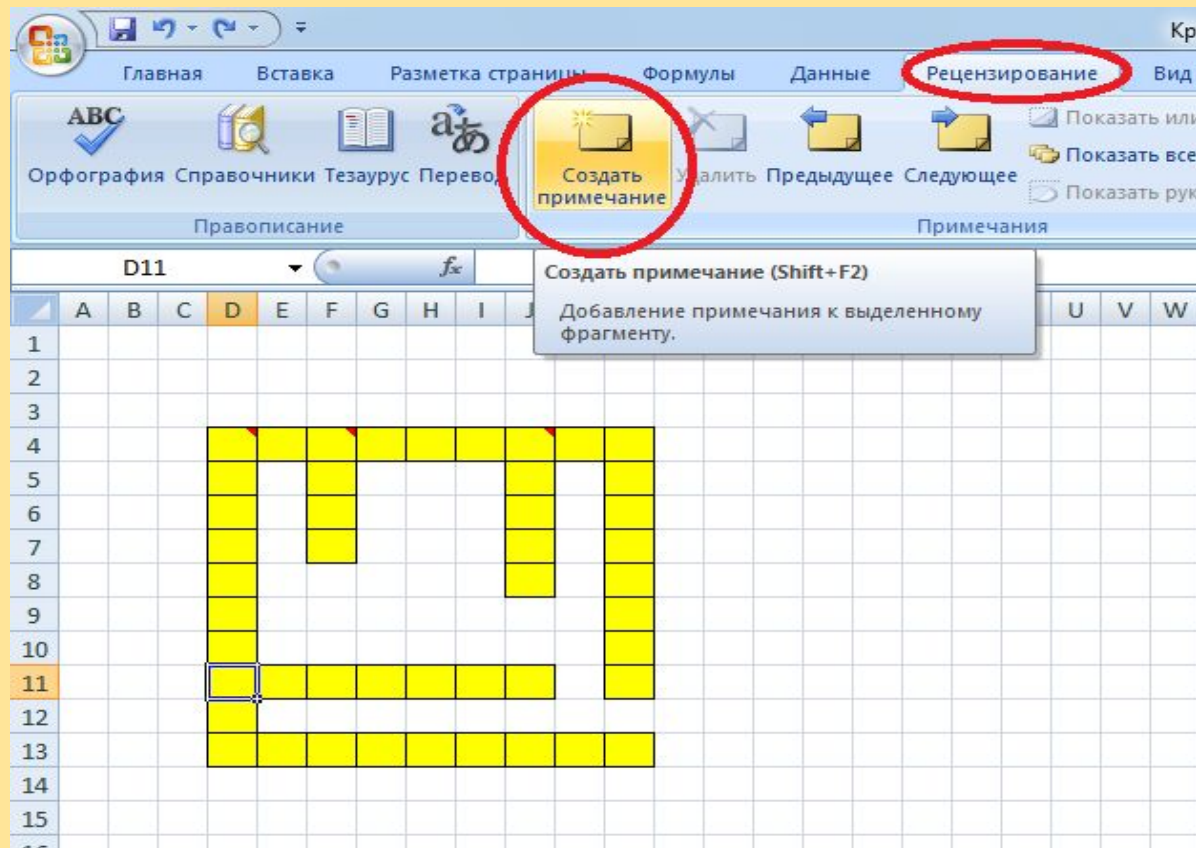 Кр
Главная Вставка Разметка страницы Формулы Данные Рецензирование Вид
ABC
Орфография Справочники Тезаурус Перевод
Создать примечание
Удалить Предыдущее Следующее
Показать или
Показать все
Показать рук
Правописание Примечания
D11 fx
Создать примечание (Shift+F2)
Добавление примечания к выделенному
фрагменту.
A B C D E F G H I J U V W
1
2
3
4
5
6
7
8
9
10
11
12
13
14
15